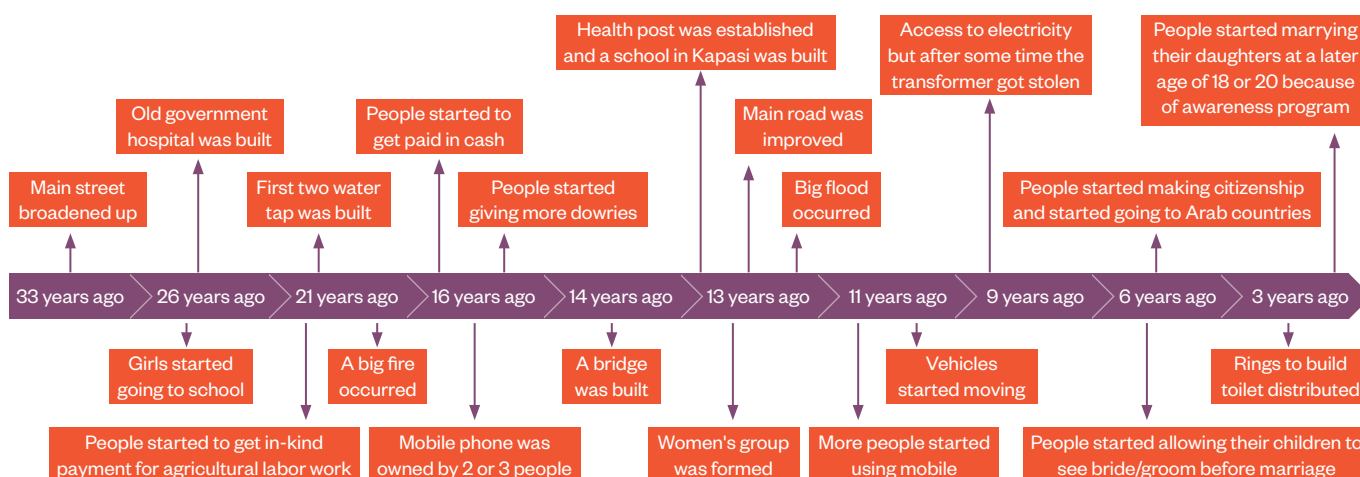 Health post was established
and a school in Kapasi was built
Access to electricity
but after some time the
transformer got stolen
People started marrying
their daughters at a later
age of 18 or 20 because
of awareness program
Old government
hospital was built
People started to
get paid in cash
Main road was
improved
Main street
broadened up
First two water
tap was built
People started
giving more dowries
Big flood
occurred
People started making citizenship
and started going to Arab countries
33 years ago
26 years ago
21 years ago
16 years ago
14 years ago
13 years ago
11 years ago
9 years ago
6 years ago
3 years ago
Girls started
going to school
A big fire
occurred
A bridge
was built
Vehicles
started moving
Rings to build
toilet distributed
People started to get in-kind
payment for agricultural labor work
Mobile phone was
owned by 2 or 3 people
Women's group
was formed
More people started
using mobile
People started allowing their children to
see bride/groom before marriage